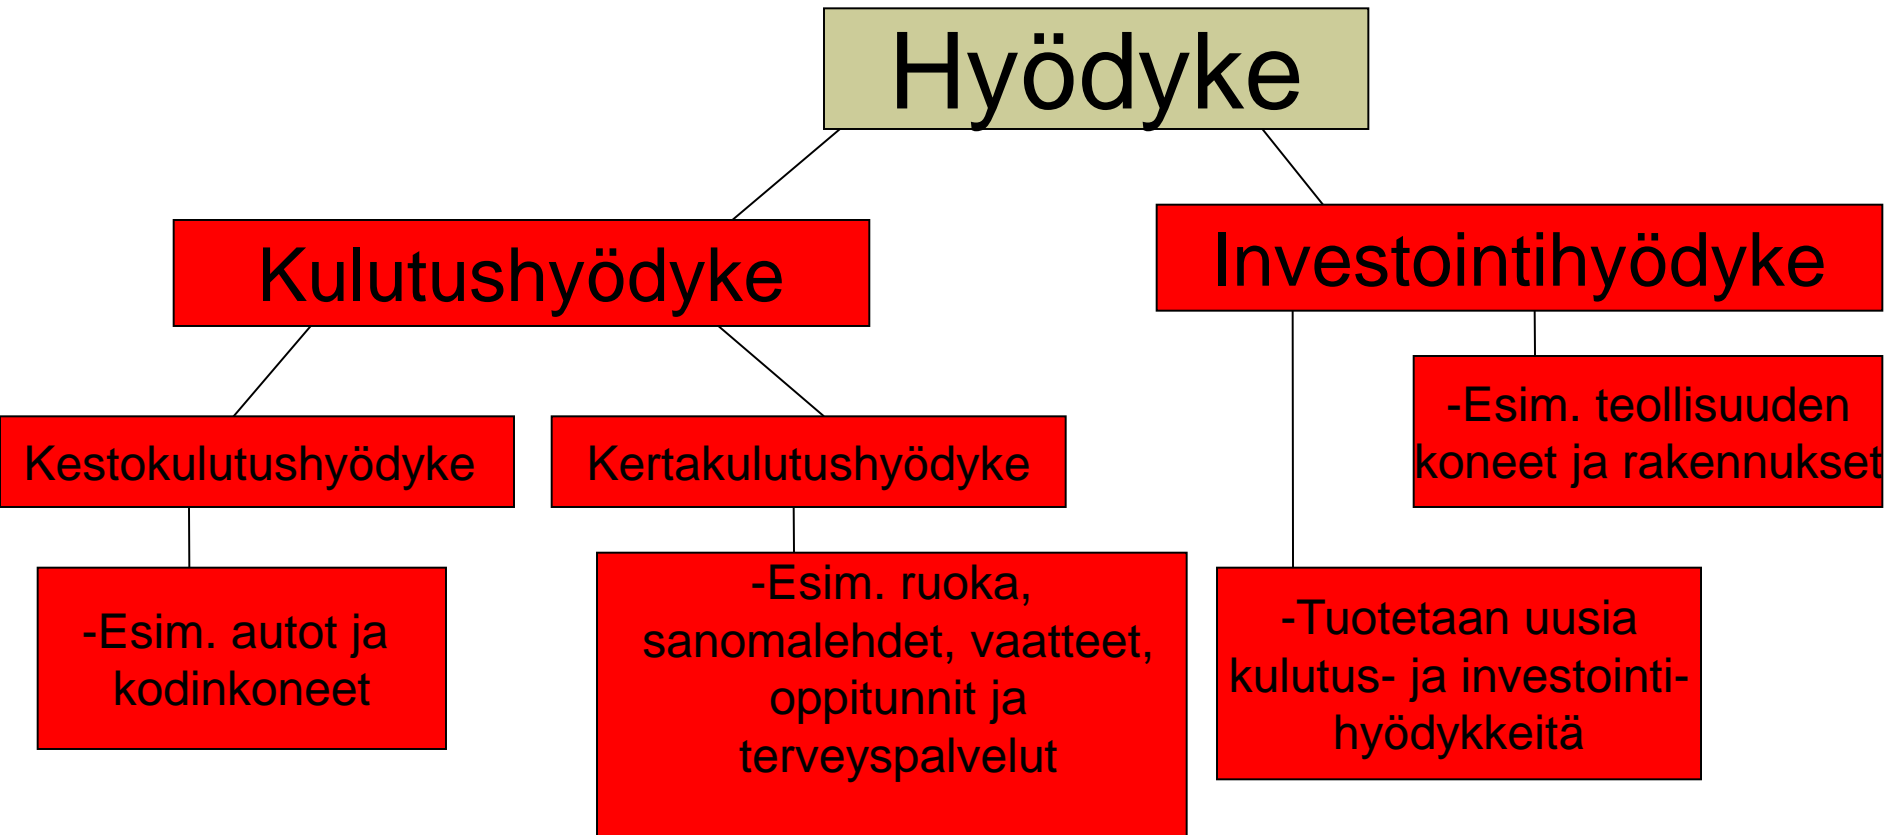 Hyödyke
Kulutushyödyke
Investointihyödyke
Kestokulutushyödyke
Kertakulutushyödyke
-Esim. teollisuuden
koneet ja rakennukset
-Esim. autot ja
kodinkoneet
-Esim. ruoka,
sanomalehdet, vaatteet,
oppitunnit ja
terveyspalvelut
-Tuotetaan uusia
kulutus- ja investointi-
hyödykkeitä